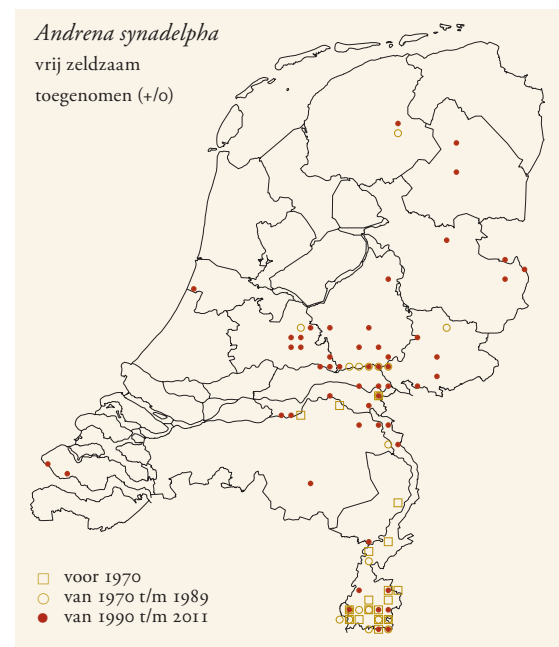 Andrena synadelpha
vrij zeldzaam
toegenomen (+/0)
voor 1970
van 1970 t/m 1989
van 1990 t/m 2011